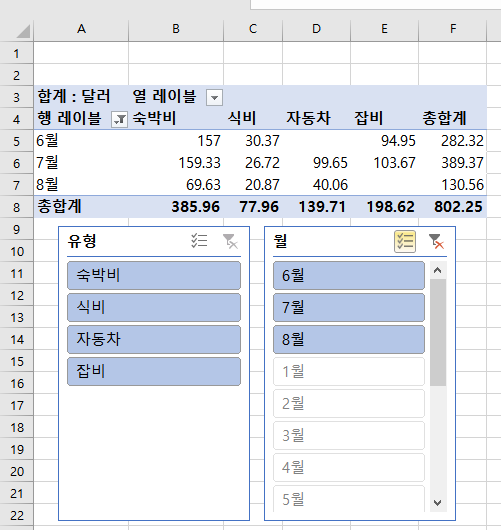 A B C D E F
1
2
3 합계 : 달러 열 레이블
4 행 레이블 숙박비 식비 자동차 잡비 총합계
5 6월 157 30.37 94.95 282.32
6 7월 159.33 26.72 99.65 103.67 389.37
7 8월 69.63 20.87 40.06 130.56
8 총합계 385.96 77.96 139.71 198.62 802.25
9
10 유형 월
11 숙박비 6월
12 식비 7월
13
14 자동차 8월
15 잡비 1월
16
17 2월
18 3월
19
20 4월
21 5월
22